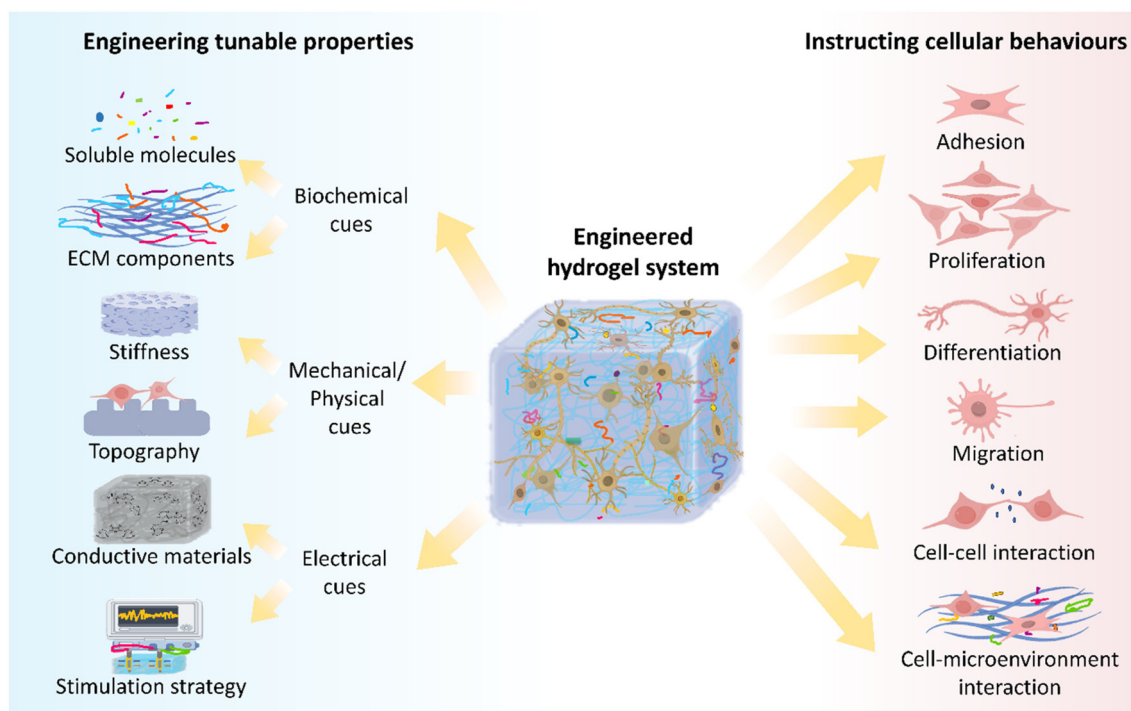 Engineering tunable properties
Soluble molecules
ECM components
Stiffness
Topography
Conductive materials
Stimulation strategy
Biochemical
cues
Mechanical/
Physical
cues
Electrical
cues
Engineered
hydrogel system
Instructing cellular behaviours
Adhesion
Proliferation
Differentiation
Migration
Cell-cell interaction
Cell-microenvironment
interaction